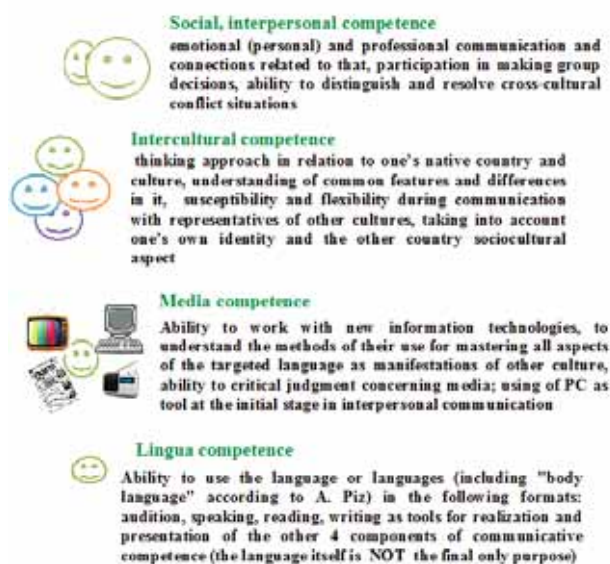 Social, interpersonal competence
emotional (personal) and professional communication and
connections related to that, participation in making group
decisions, ability to distinguish and resolve cross-cultural
conflict situations
Intercultural competence
thinking approach in relation to one's native country and
culture, understanding of common features and differences
in it, susceptibility and flexibility during communication
with representatives of other cultures, taking into account
one's own identity and the other country sociocultural
aspect
Media competence
Ability to work with new information technologies, to
understand the methods of their use for mastering all aspects
of the targeted language as manifestations of other culture,
ability to critical judgment concerning media; using of PC as
tool at the initial stage in interpersonal communication
Lingua competence
Ability to use the language or languages (including "body
language" according to A. Piz) in the following formats:
audition, speaking, reading, writing as tools for realization and
presentation of the other 4 components of communicative
competence (the language itself is NOT the final only purpose)